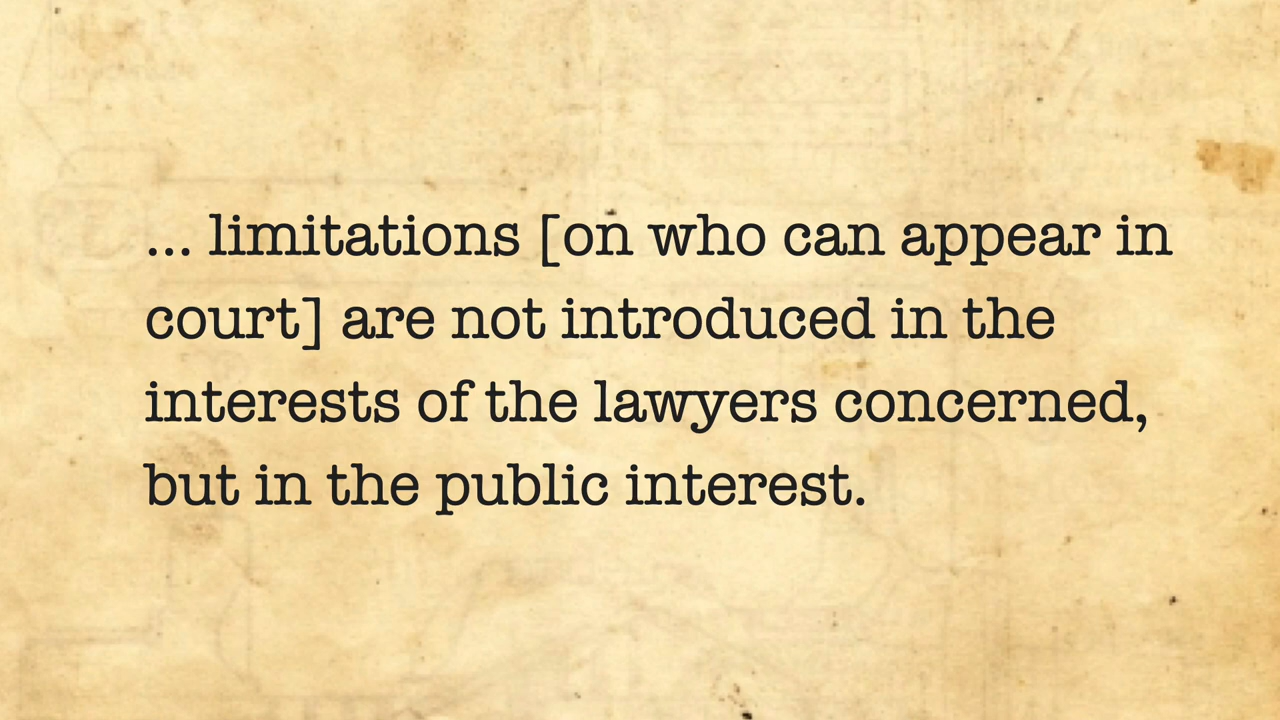 ... limitations [on who can appear in
court] are not introduced in the
interests of the lawyers concerned,
but in the public interest.